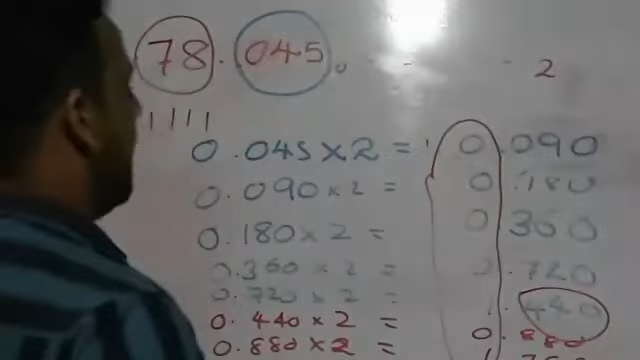 78.045
2
1111
0.045 x 2 = 0.090
0.090 x 2 = 0.180
0.180 x 2 = 0.360
0.360 x 2 = 0.720
0.720 x 2 = 1.440
0.440 x 2 = 0.880
0.880 x 2 =